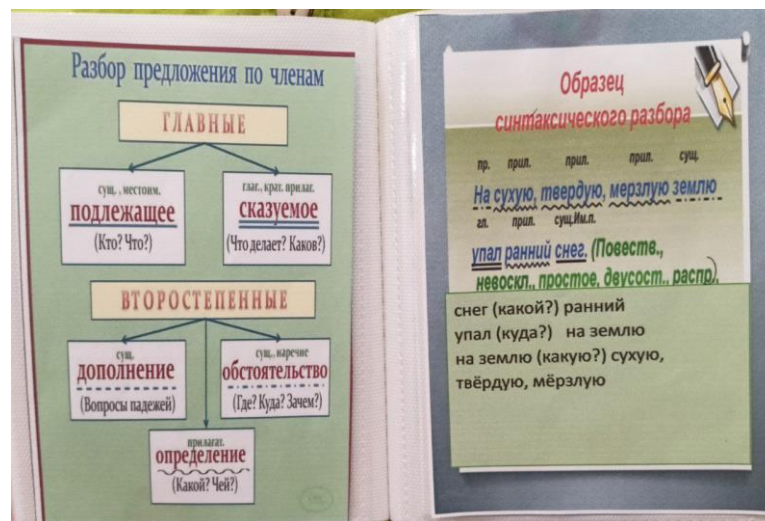 Разбор предложения по членам
ГЛАВНЫЕ
сущ., местоим.
подлежащее
(Кто? Что?)
глаг., крат. прилаг.
сказуемое
(Что делает? Каков?)
ВТОРОСТЕПЕННЫЕ
сущ.
дополнение
(Вопросы падежей)
сущ., наречие
обстоятельство
(Где? Куда? Зачем?)
прилагат.
определение
(Какой? Чей?)
Образец
синтаксического разбора
пр. прил. прил. прил. сущ.
На сухую, твердую, мерзлую землю
гл. прил. сущ.Им.п.
упал ранний снег. (Повеств.,
невоскл., простое, двусост., распр.,
снег (какой?) ранний
упал (куда?) на землю
на землю (какую?) сухую,
твёрдую, мёрзлую